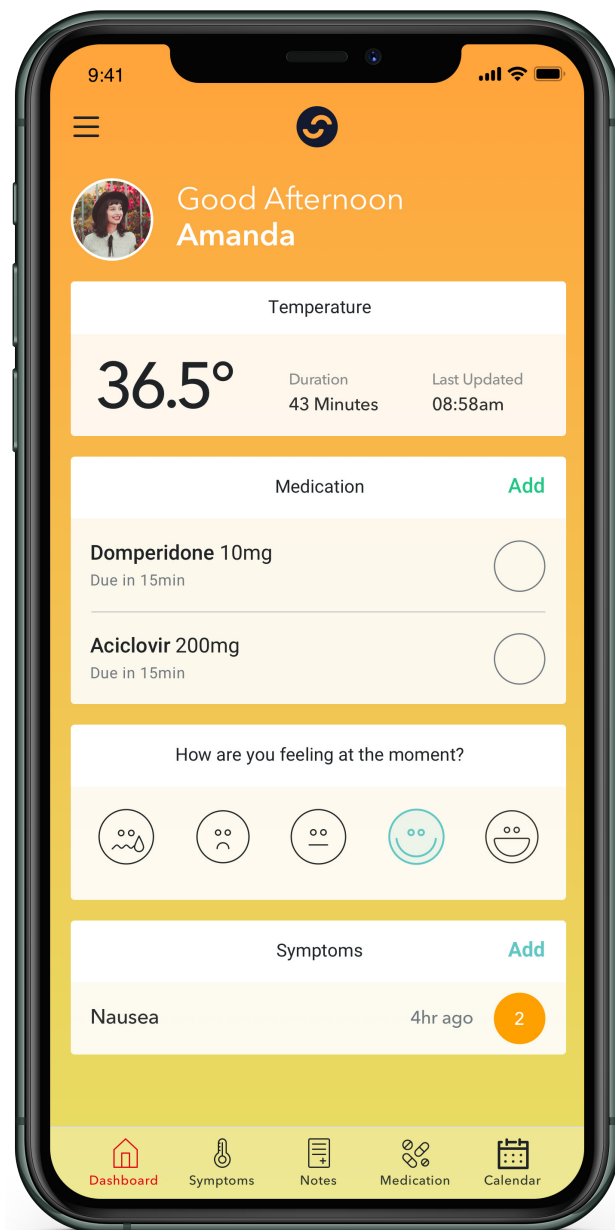 9:41
Good Afternoon
Amanda
Temperature
36.5°
Duration
43 Minutes
Last Updated
08:58am
Medication
Add
Domperidone 10mg
Due in 15min
Aciclovir 200mg
Due in 15min
How are you feeling at the moment?
Symptoms
Add
Nausea
4hr ago
2
Dashboard
Symptoms
Notes
Medication
Calendar